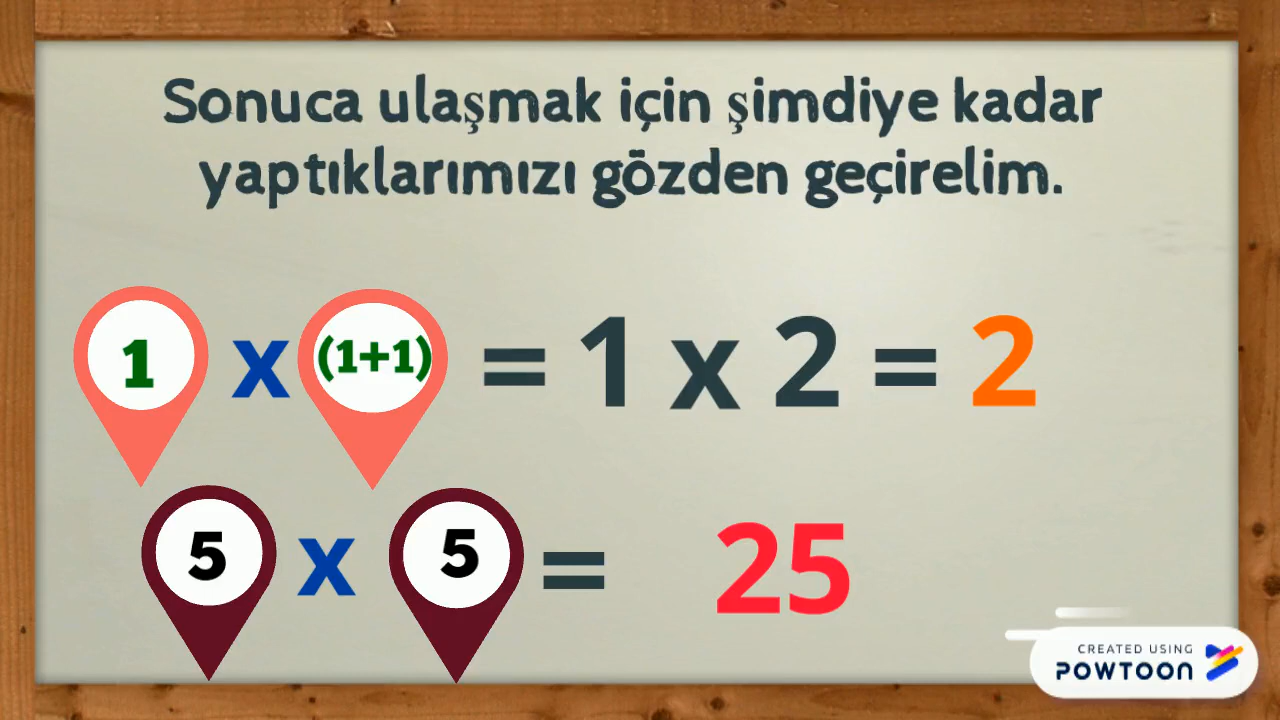 Sonuca ulaşmak için şimdiye kadar
yaptıklarımızı gözden geçirelim.
1 x (1+1) = 1 x 2 = 2
5 x 5 = 25
CREATED USING
POWTOON